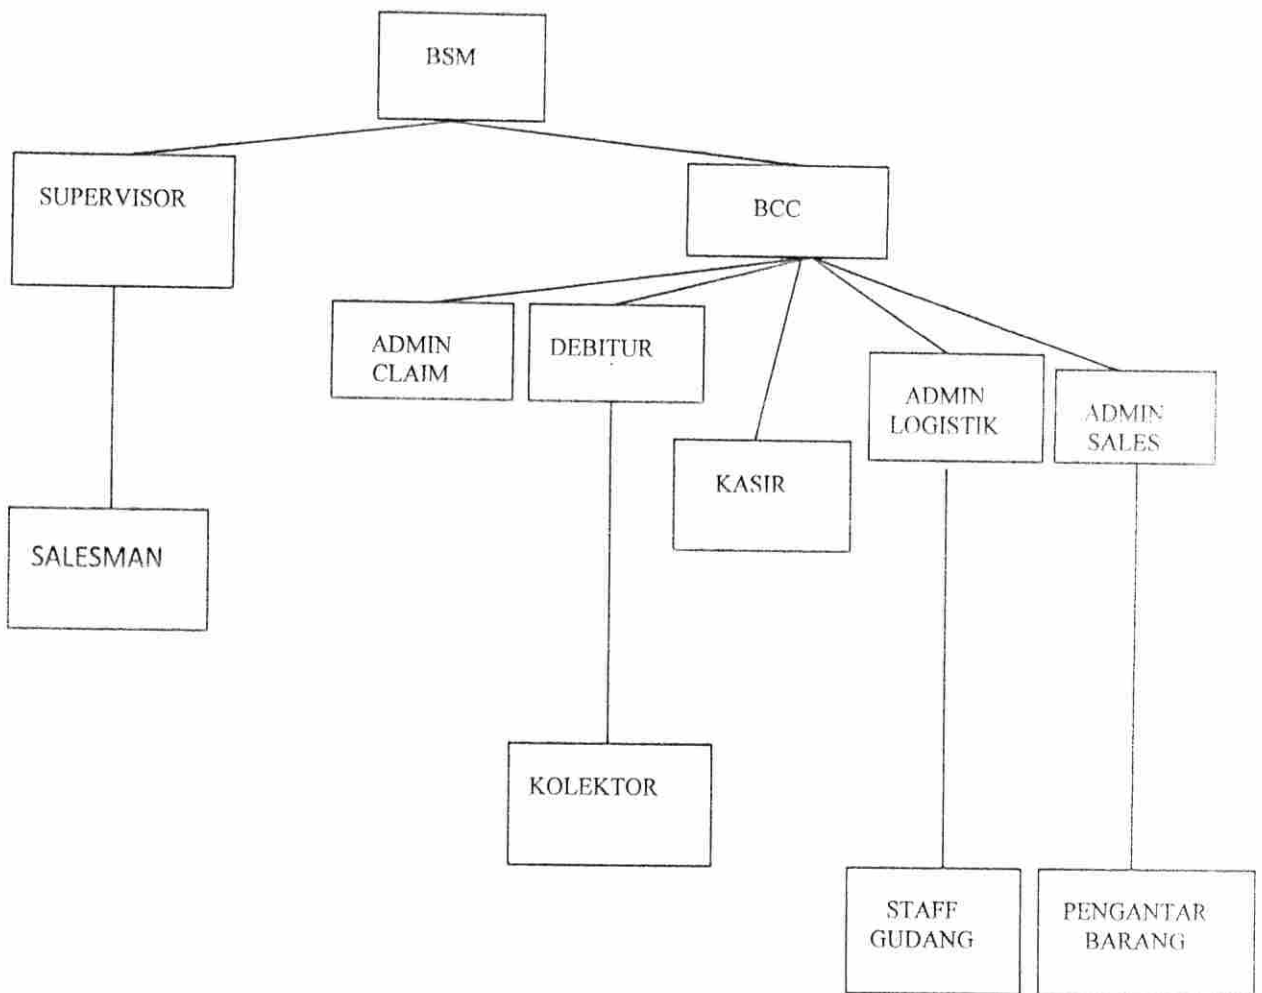 BSM
SUPERVISOR
BCC
ADMIN
CLAIM
DEBITUR
ADMIN
LOGISTIK
ADMIN
SALES
KASIR
SALESMAN
KOLEKTOR
STAFF
GUDANG
PENGANTAR
BARANG